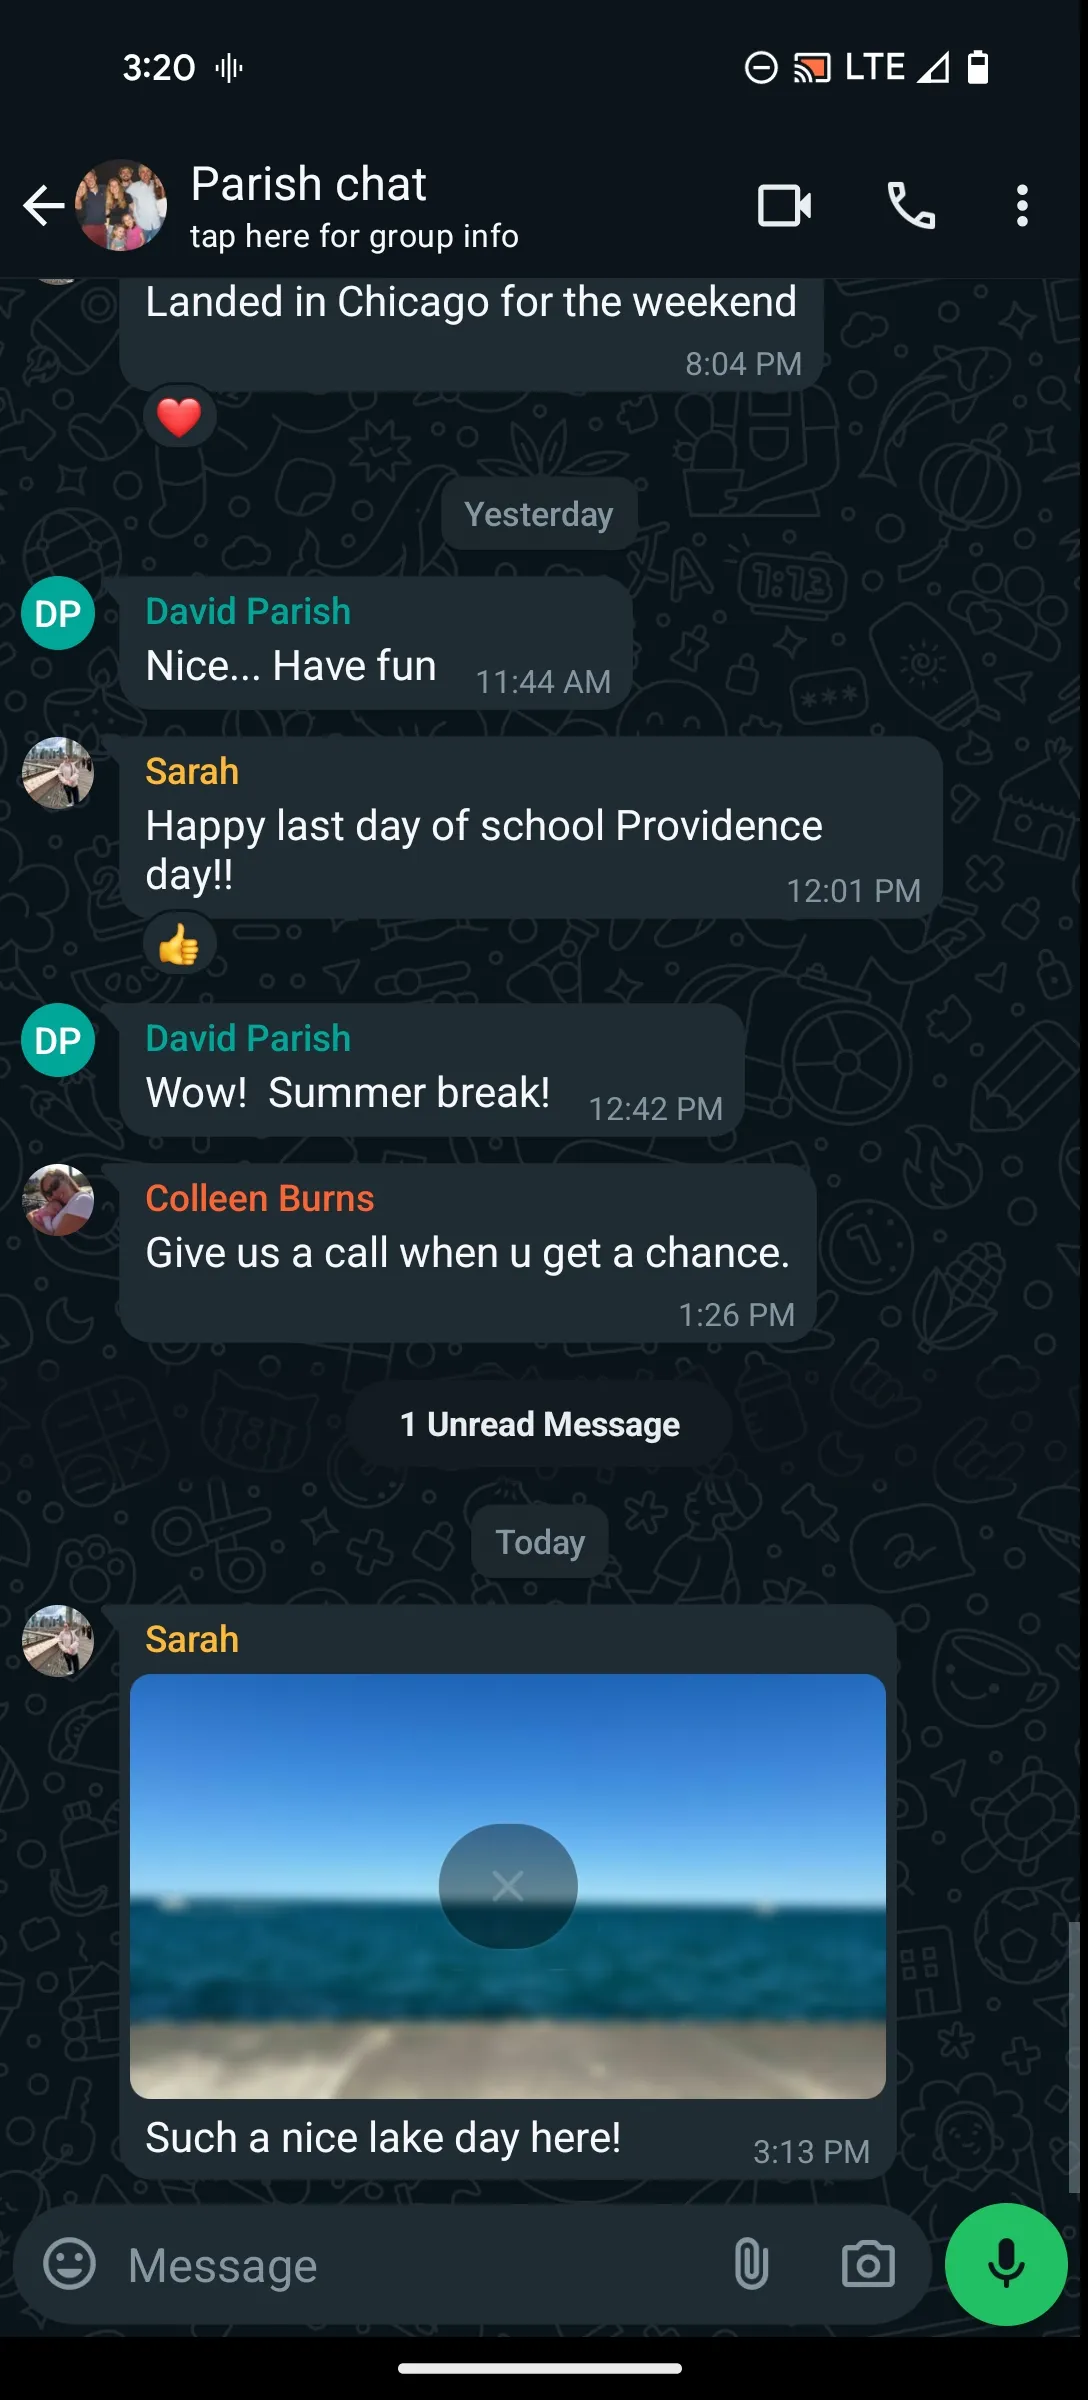 3:20 LTE
Parish chat
tap here for group info
Landed in Chicago for the weekend
8:04 PM
Yesterday
DP David Parish
Nice... Have fun 11:44 AM
Sarah
Happy last day of school Providence
day!! 12:01 PM
DP David Parish
Wow!  Summer break! 12:42 PM
Colleen Burns
Give us a call when u get a chance.
1:26 PM
1 Unread Message
Today
Sarah
Such a nice lake day here! 3:13 PM
Message